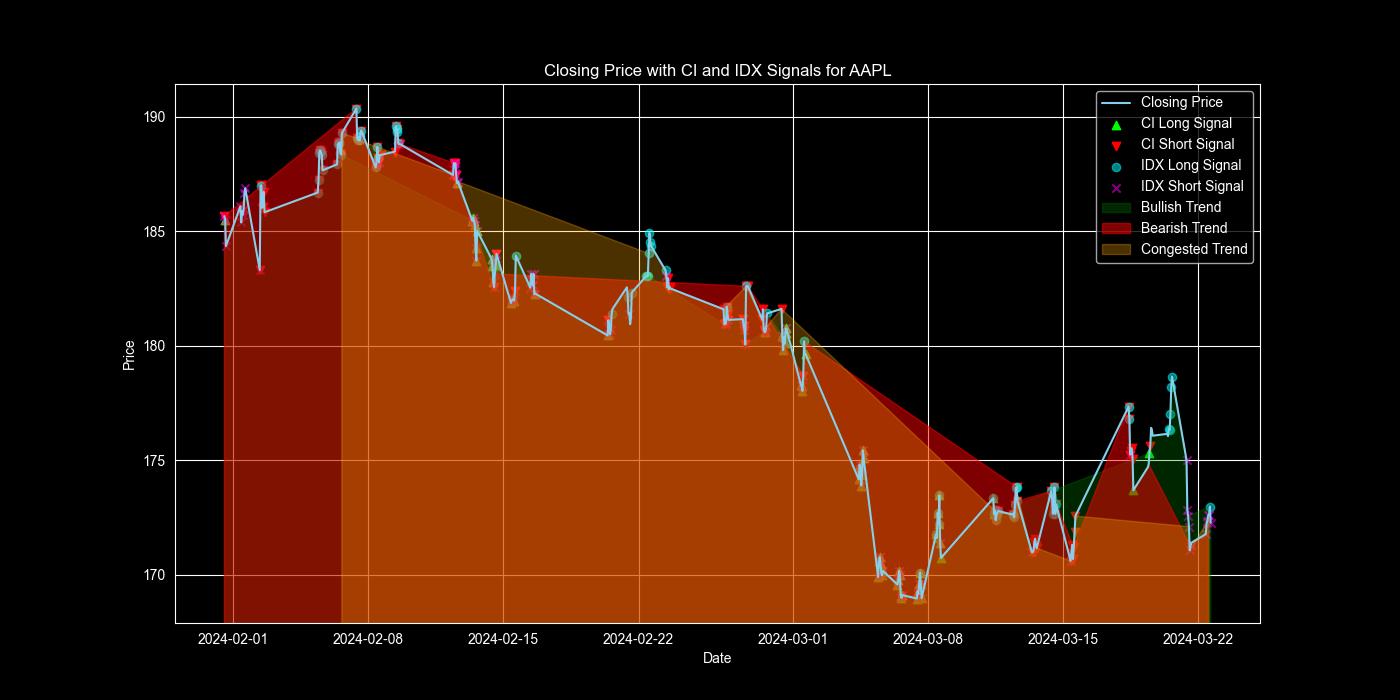 Closing Price with CI and IDX Signals for AAPL
Closing Price
CI Long Signal
CI Short Signal
IDX Long Signal
IDX Short Signal
Bullish Trend
Bearish Trend
Congested Trend
Price
190
185
180
175
170
2024-02-01 2024-02-08 2024-02-15 2024-02-22 2024-03-01 2024-03-08 2024-03-15 2024-03-22
Date